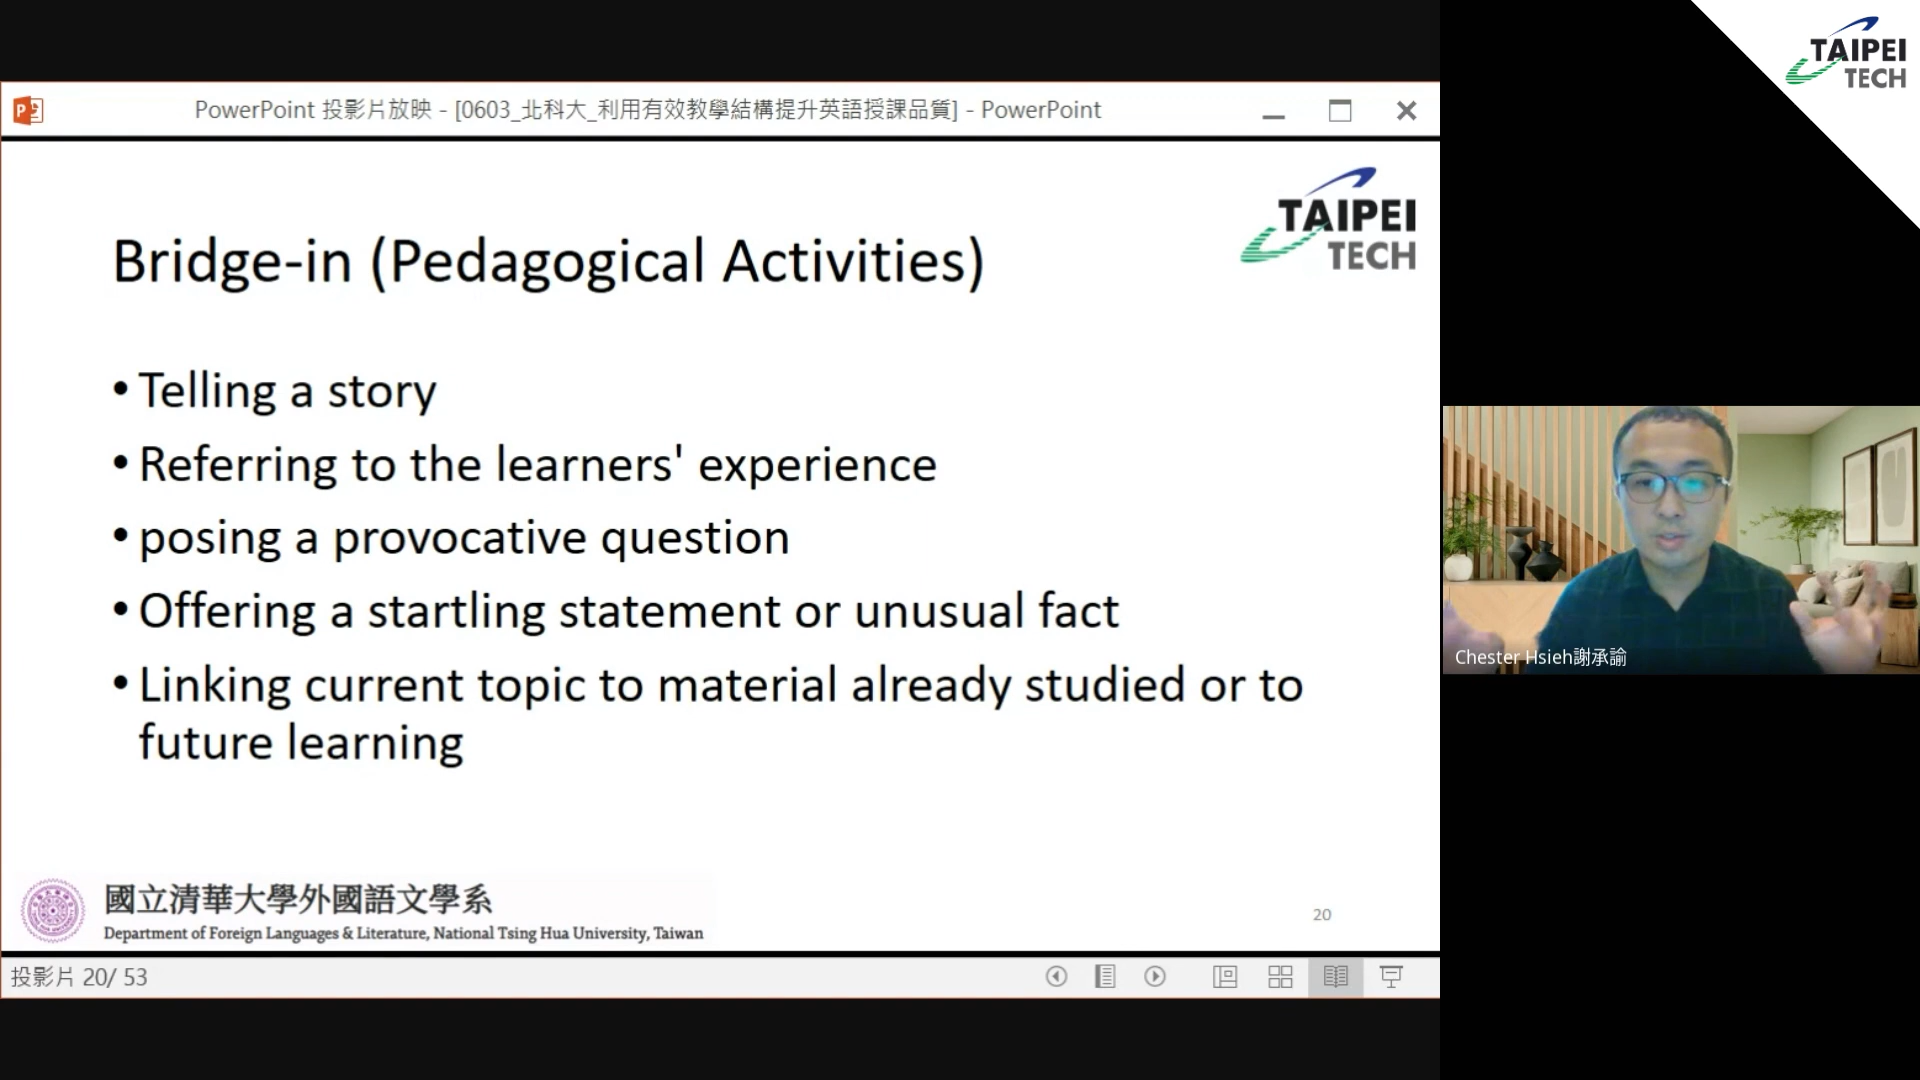 PowerPoint 投影片放映 - [0603_北科大_利用有效教學結構提升英語授課品質] - PowerPoint
TAIPEI
TECH
TAIPEI
TECH
Bridge-in (Pedagogical Activities)
• Telling a story
• Referring to the learners' experience
• posing a provocative question
• Offering a startling statement or unusual fact
• Linking current topic to material already studied or to
future learning
Chester Hsieh謝承諭
國立清華大學外國語文學系
Department of Foreign Languages & Literature, National Tsing Hua University, Taiwan
20
投影片 20/ 53